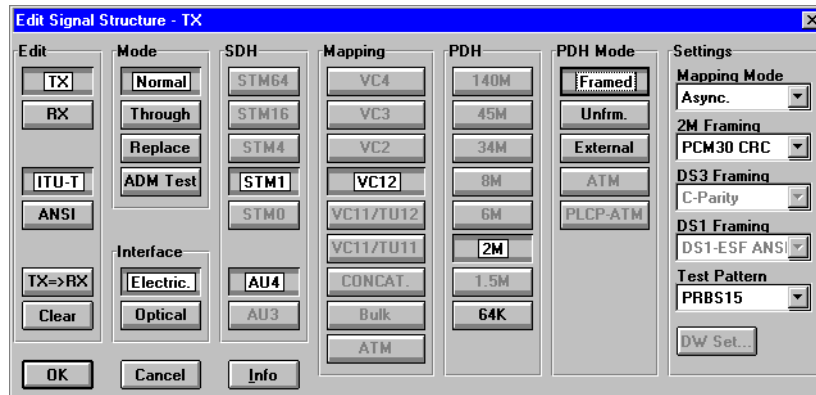 Edit Signal Structure - TX
Edit
TX
RX
ITU-T
ANSI
TX=>RX
Clear
Mode
Normal
Through
Replace
ADM Test
Interface
Electric.
Optical
SDH
STM64
STM16
STM4
STM1
STM0
AU4
AU3
Mapping
VC4
VC3
VC2
VC12
VC11/TU12
VC11/TU11
CONCAT.
Bulk
ATM
PDH
140M
45M
34M
8M
6M
2M
1.5M
64K
PDH Mode
Framed
Unfrm.
External
ATM
PLCP-ATM
Settings
Mapping Mode
Async.
2M Framing
PCM30 CRC
DS3 Framing
C-Parity
DS1 Framing
DS1-ESF ANSI
Test Pattern
PRBS15
DW Set...
OK
Cancel
Info